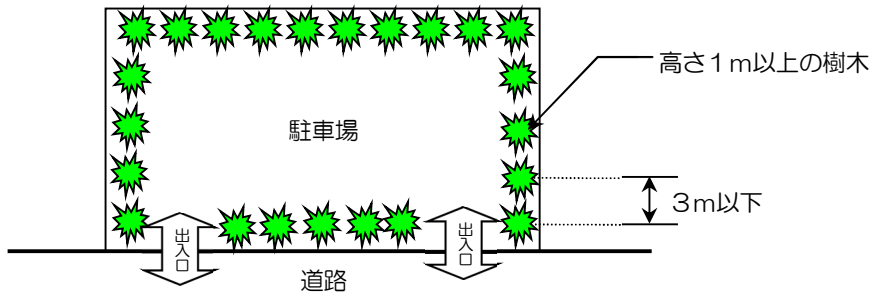 高さ１ｍ以上の樹木
駐車場
３ｍ以下
出入口
出入口
道路